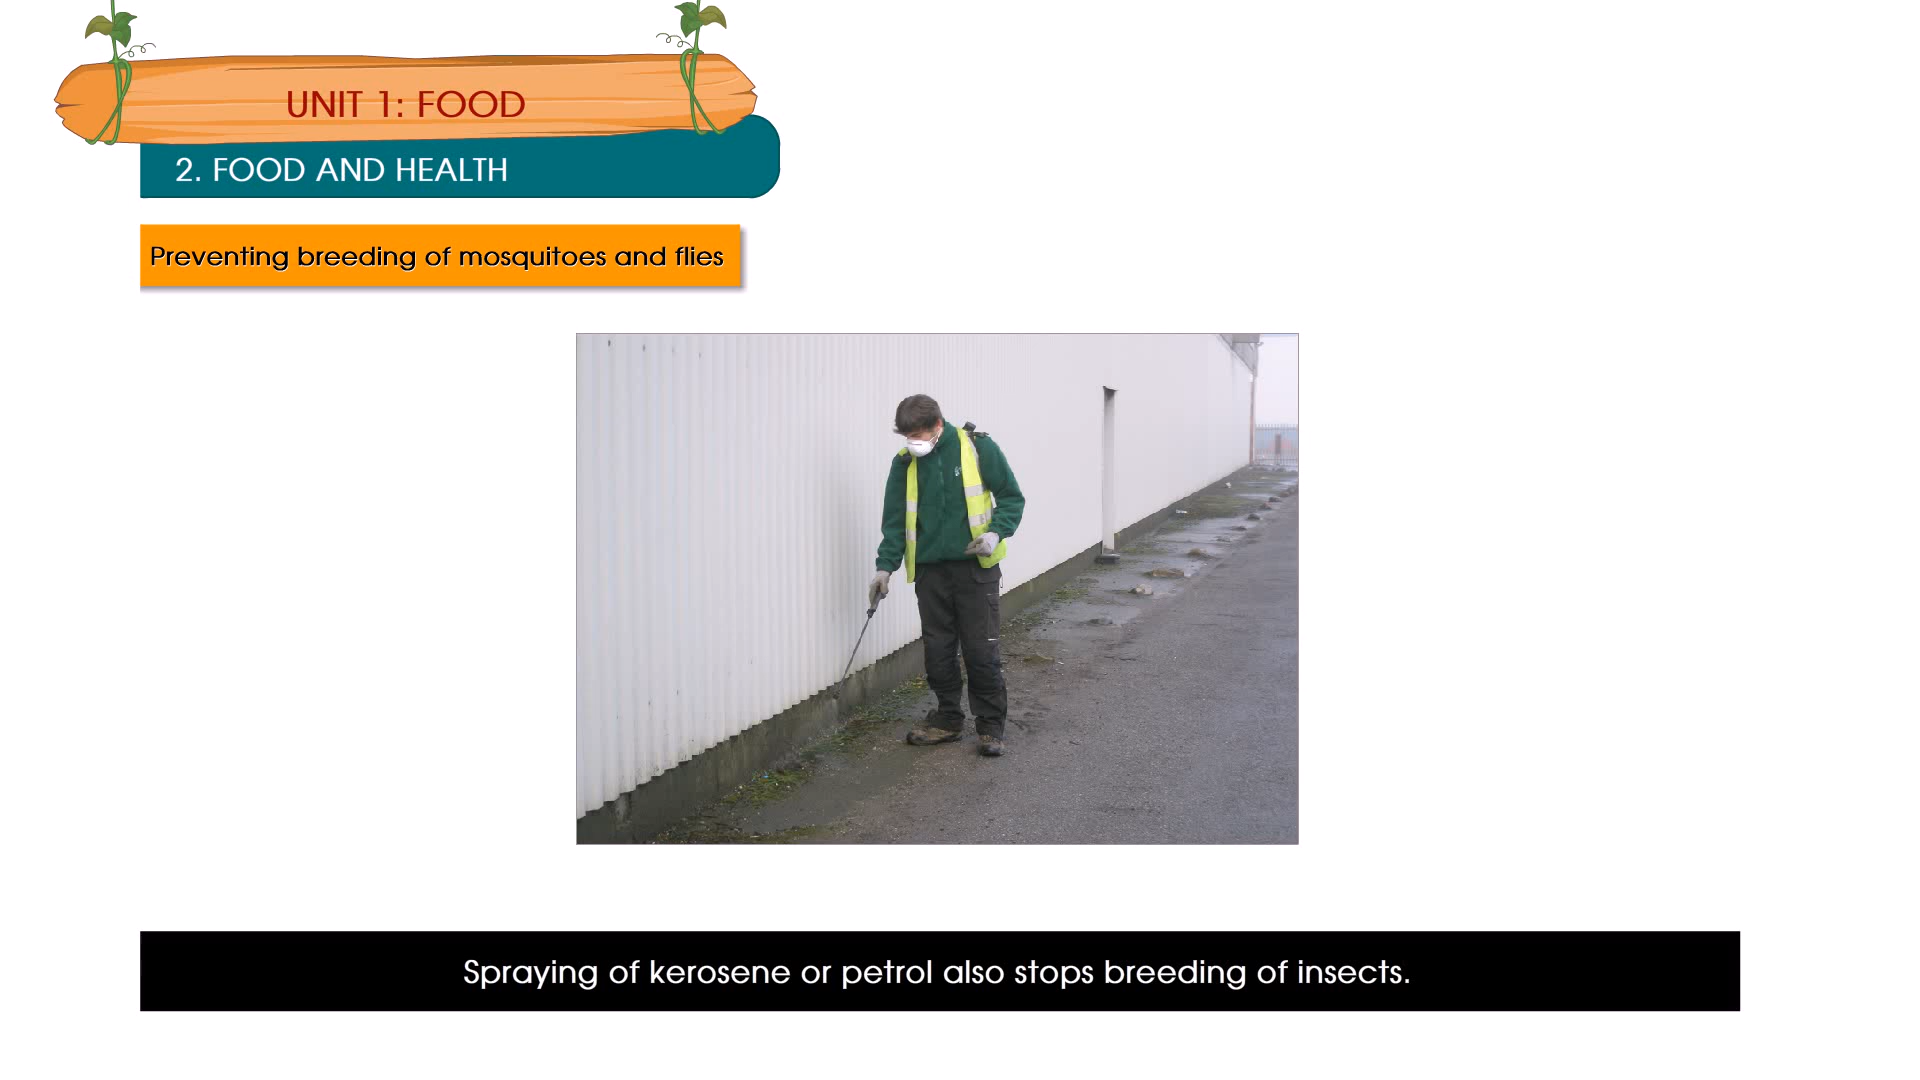 UNIT 1: FOOD
2. FOOD AND HEALTH
Preventing breeding of mosquitoes and flies
Spraying of kerosene or petrol also stops breeding of insects.